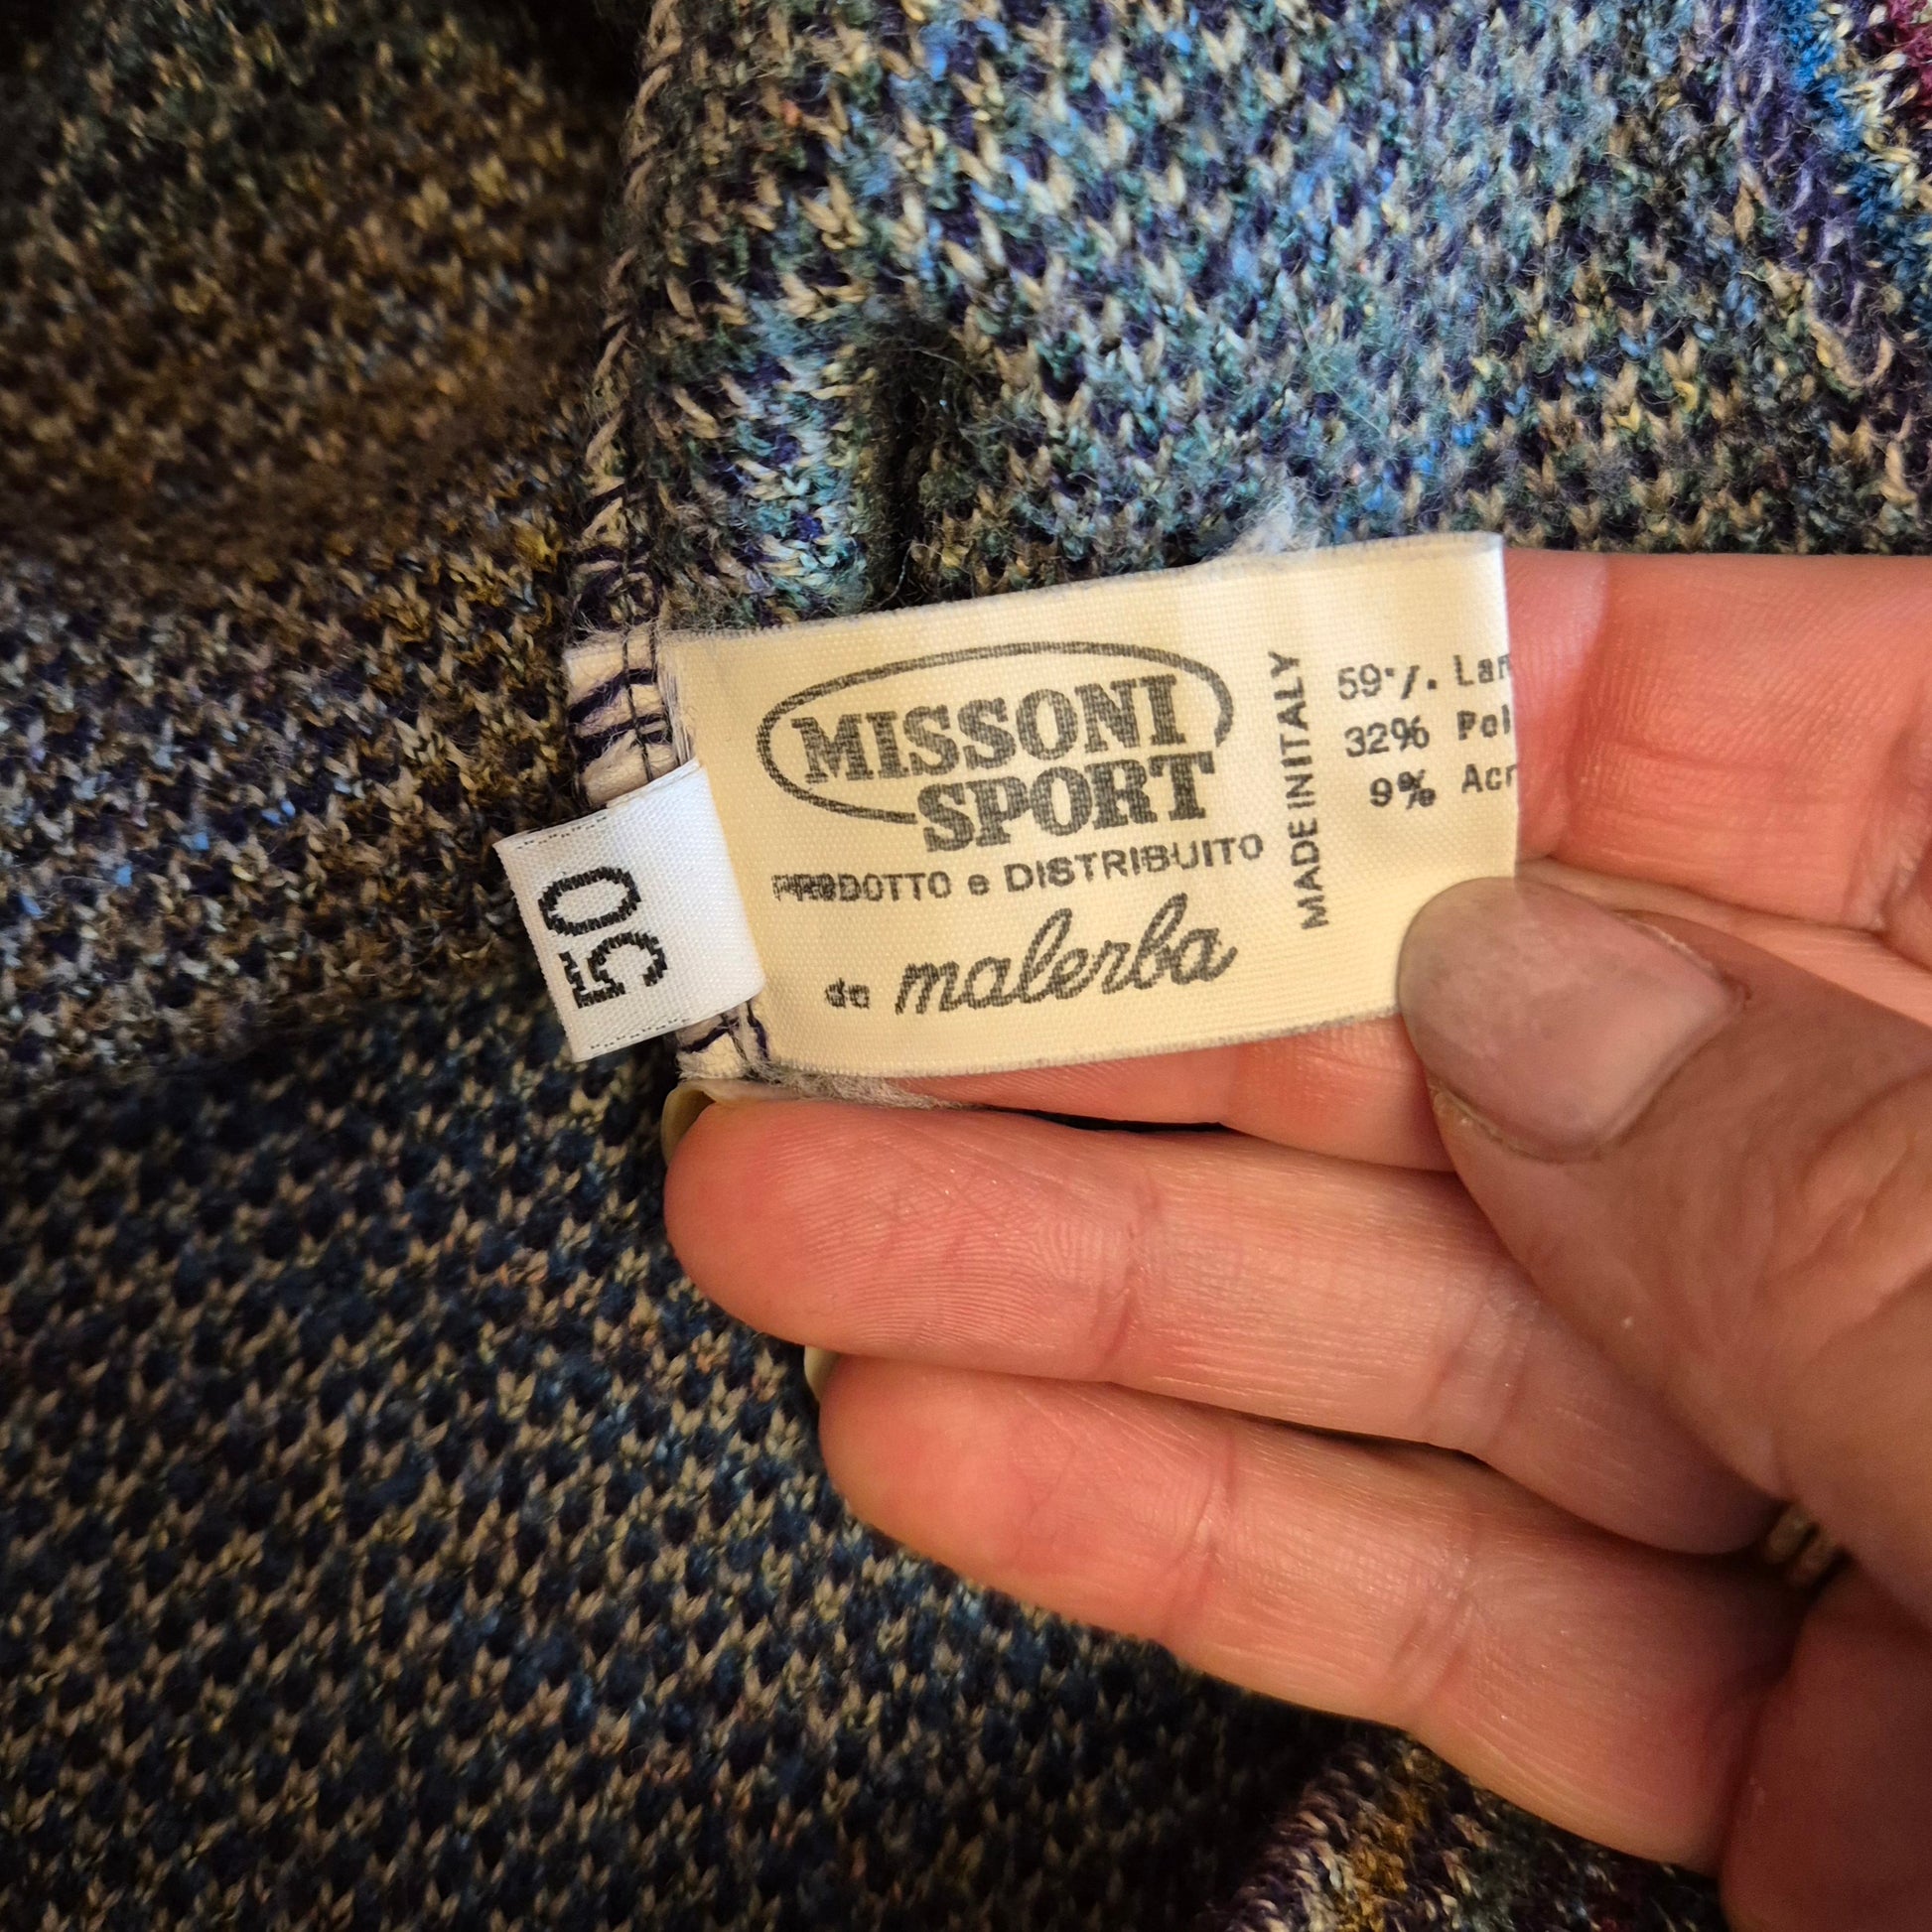 MISSONI
SPORT
PRODOTTO e DISTRIBUITO
da malerba
MADE IN ITALY
59%
32%
9%
50